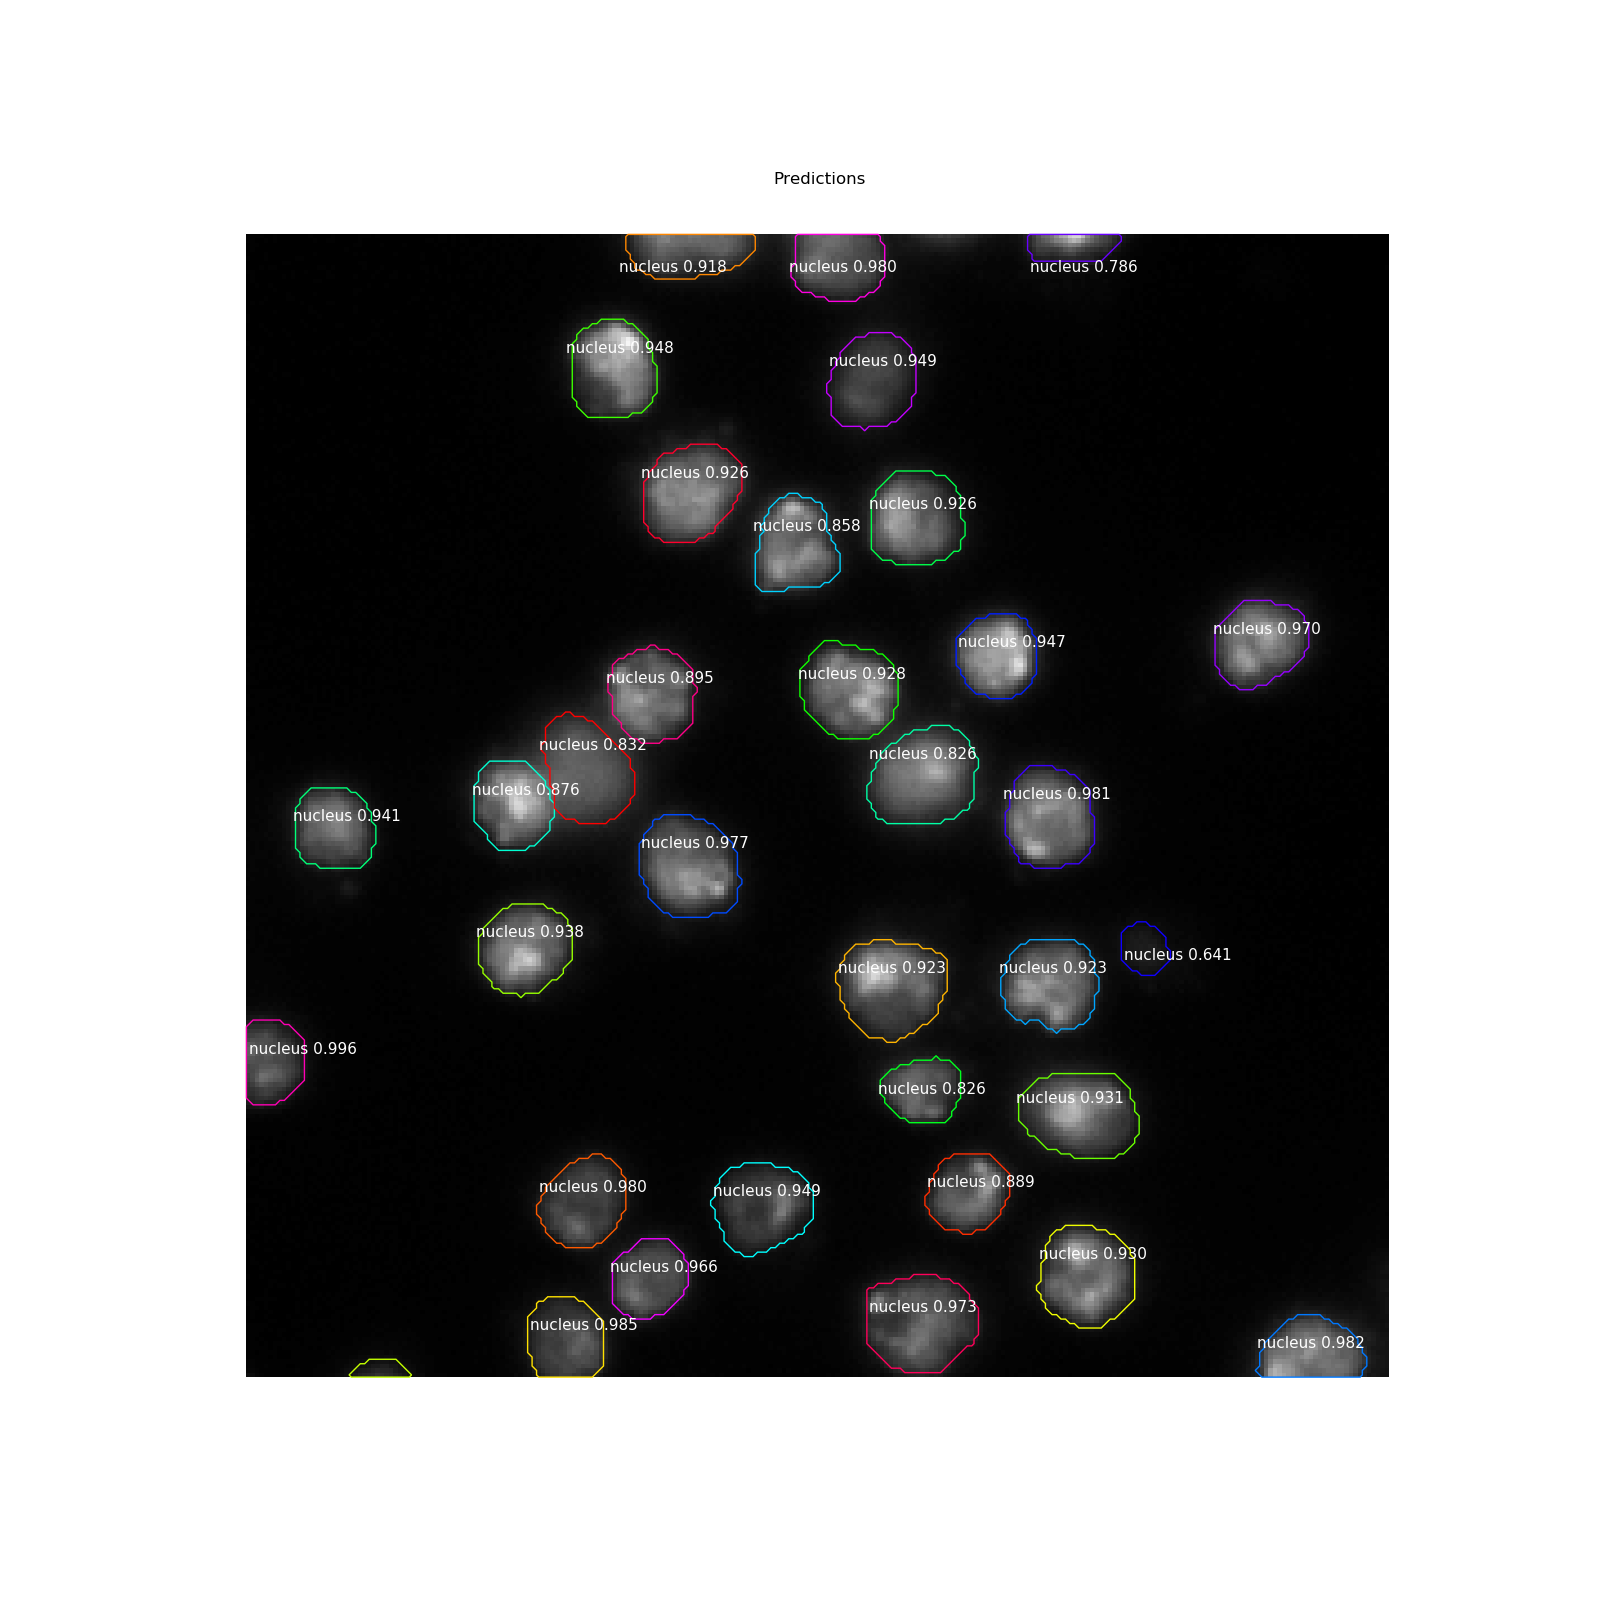 Predictions
nucleus 0.918
nucleus 0.980
nucleus 0.786
nucleus 0.948
nucleus 0.949
nucleus 0.926
nucleus 0.926
nucleus 0.858
nucleus 0.970
nucleus 0.947
nucleus 0.928
nucleus 0.895
nucleus 0.832
nucleus 0.826
nucleus 0.876
nucleus 0.981
nucleus 0.941
nucleus 0.977
nucleus 0.938
nucleus 0.641
nucleus 0.923
nucleus 0.923
nucleus 0.996
nucleus 0.826
nucleus 0.931
nucleus 0.889
nucleus 0.980
nucleus 0.949
nucleus 0.930
nucleus 0.966
nucleus 0.973
nucleus 0.985
nucleus 0.982